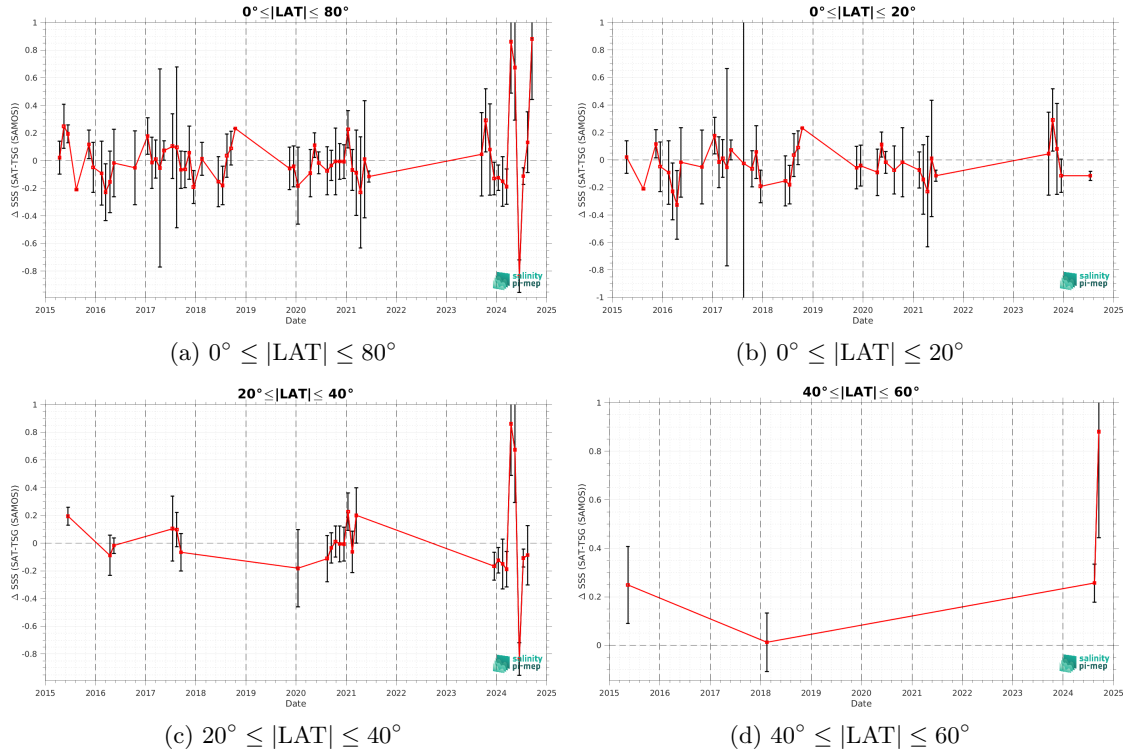 0°≤|LAT|≤ 80°
Δ SSS (SAT-TSG (SAMOS))
1
0.8
0.6
0.4
0.2
0
-0.2
-0.4
-0.6
-0.8
2015 2016 2017 2018 2019 2020 2021 2022 2023 2024 2025
Date
salinity
pi-mep
(a) 0° ≤ |LAT| ≤ 80°
0°≤|LAT|≤ 20°
Δ SSS (SAT-TSG (SAMOS))
1
0.8
0.6
0.4
0.2
0
-0.2
-0.4
-0.6
-0.8
-1
2015 2016 2017 2018 2019 2020 2021 2022 2023 2024 2025
Date
salinity
pi-mep
(b) 0° ≤ |LAT| ≤ 20°
20°≤|LAT|≤ 40°
Δ SSS (SAT-TSG (SAMOS))
1
0.8
0.6
0.4
0.2
0
-0.2
-0.4
-0.6
-0.8
2015 2016 2017 2018 2019 2020 2021 2022 2023 2024 2025
Date
salinity
pi-mep
(c) 20° ≤ |LAT| ≤ 40°
40°≤|LAT|≤ 60°
Δ SSS (SAT-TSG (SAMOS))
1
0.8
0.6
0.4
0.2
0
2015 2016 2017 2018 2019 2020 2021 2022 2023 2024 2025
Date
salinity
pi-mep
(d) 40° ≤ |LAT| ≤ 60°